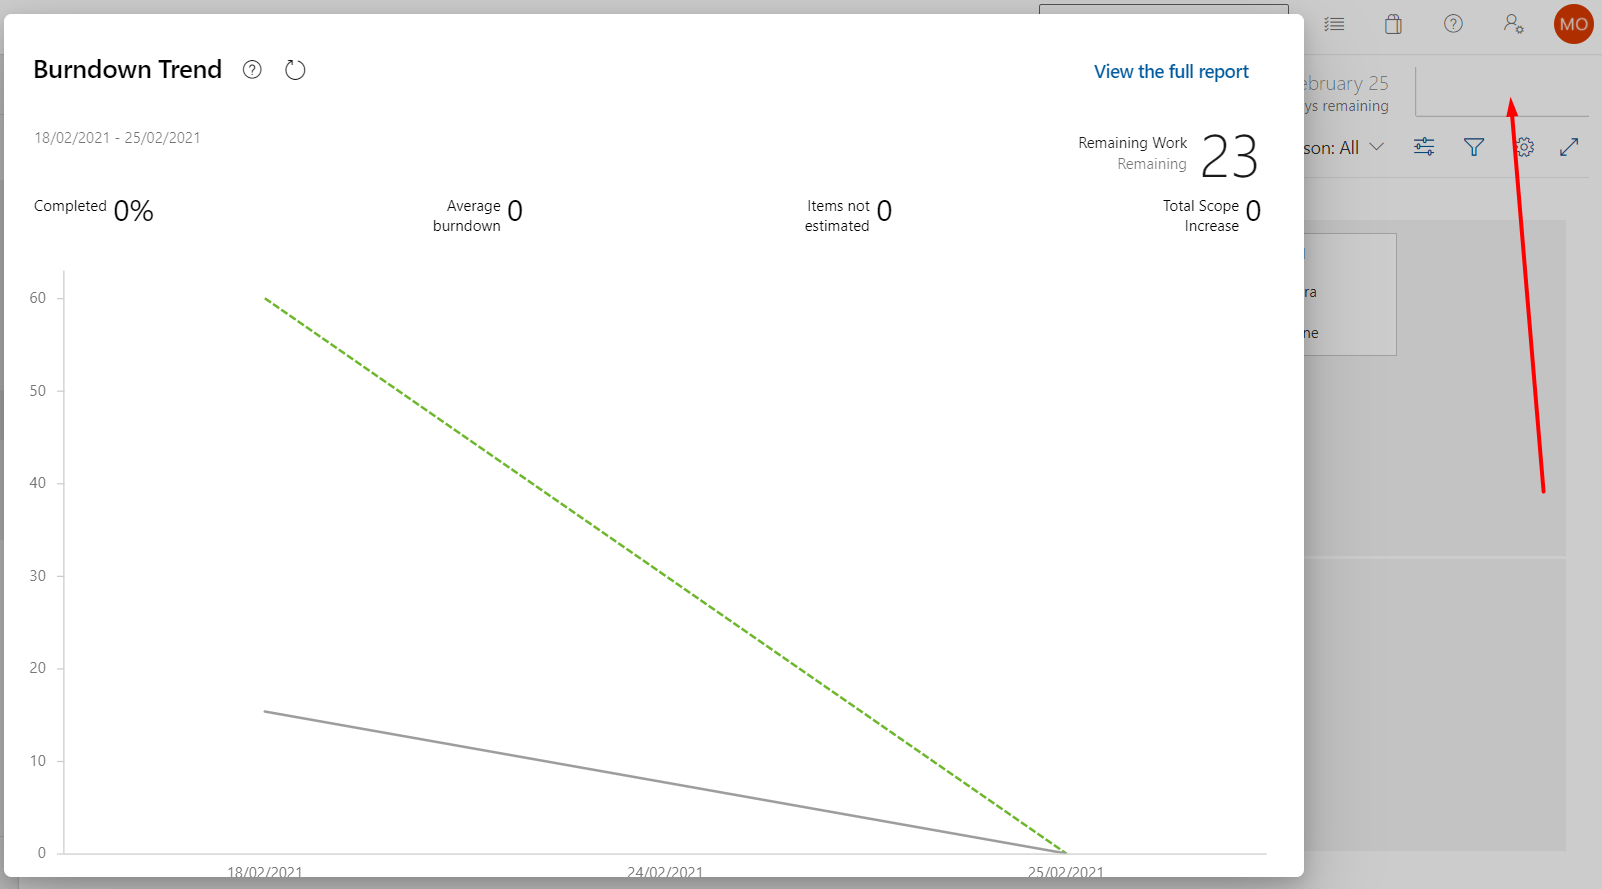 MO
Burndown Trend
View the full report
ebruary 25
ys remaining
18/02/2021 - 25/02/2021
Remaining Work
Remaining
23
son: All
Completed 0%
Average
burndown
0
Items not
estimated
0
Total Scope
Increase
0
ra
ne
60
50
40
30
20
10
0
18/02/2021
24/02/2021
25/02/2021